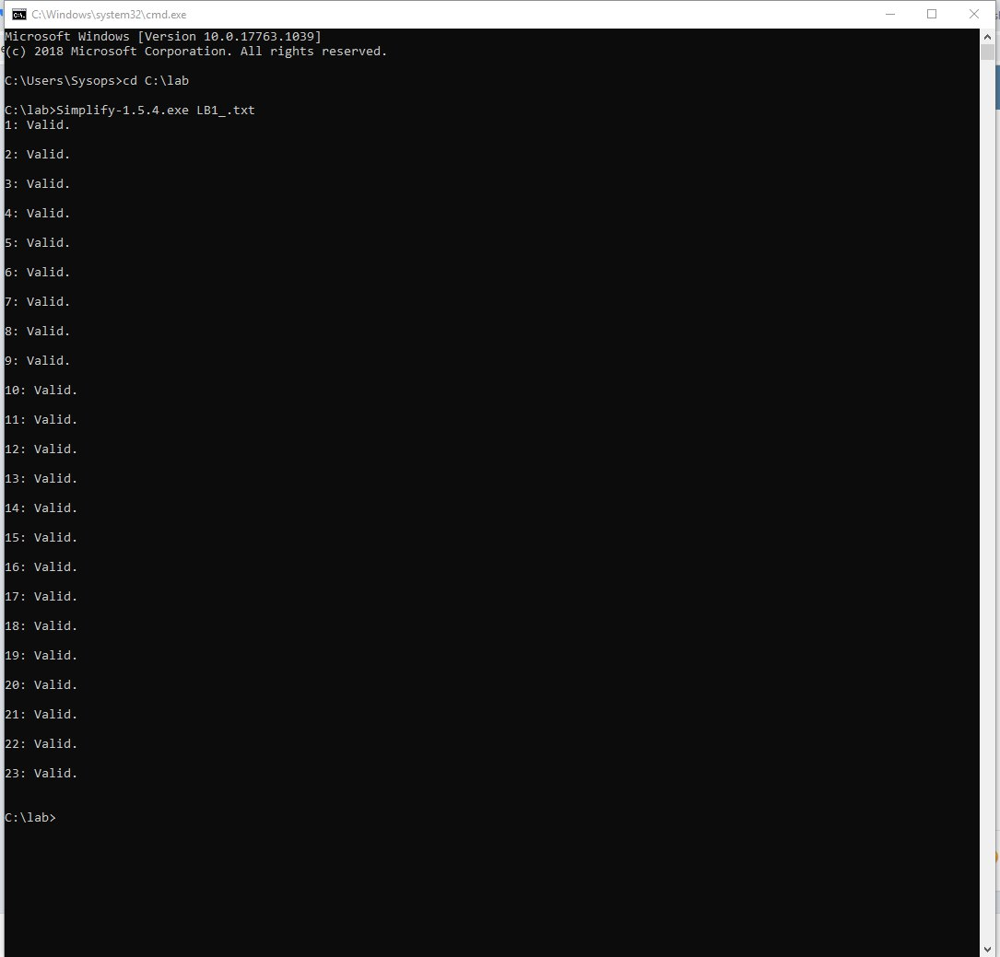 C:\Windows\system32\cmd.exe
Microsoft Windows [Version 10.0.17763.1039]
(c) 2018 Microsoft Corporation. All rights reserved.
C:\Users\Sysops>cd C:\lab
C:\lab>Simplify-1.5.4.exe LB1_.txt
1: Valid.
2: Valid.
3: Valid.
4: Valid.
5: Valid.
6: Valid.
7: Valid.
8: Valid.
9: Valid.
10: Valid.
11: Valid.
12: Valid.
13: Valid.
14: Valid.
15: Valid.
16: Valid.
17: Valid.
18: Valid.
19: Valid.
20: Valid.
21: Valid.
22: Valid.
23: Valid.
C:\lab>